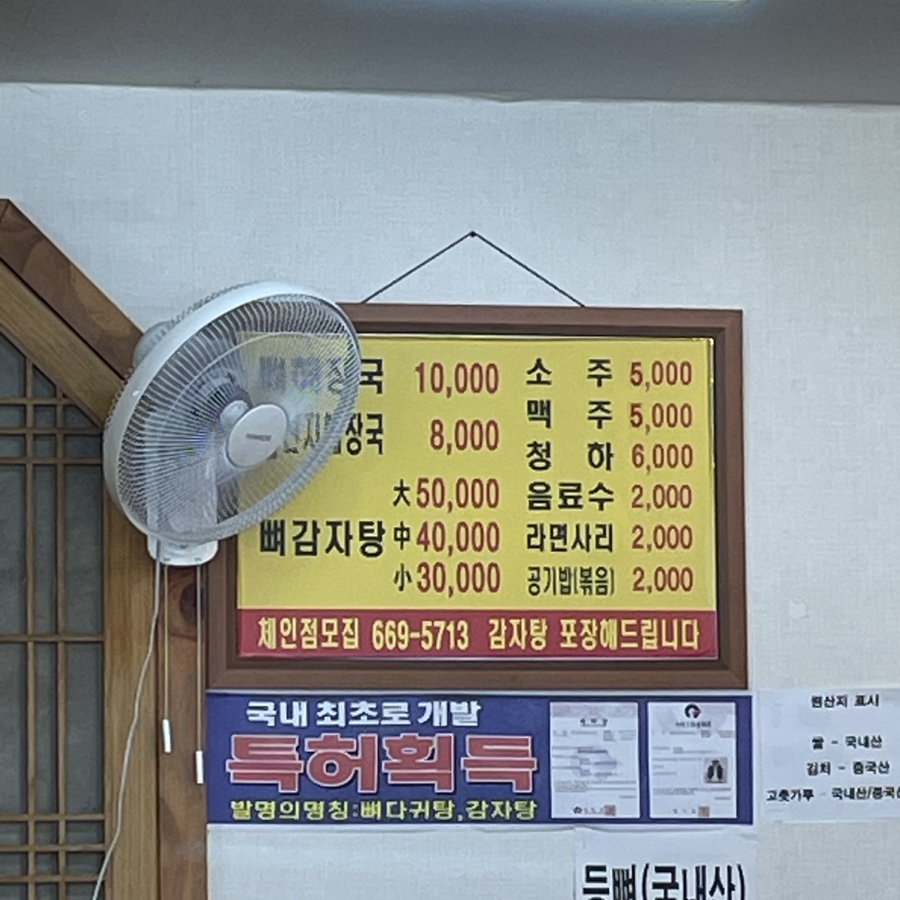 장국 10,000
장국 8,000
大 50,000
뼈감자탕 中 40,000
小 30,000
소 주 5,000
맥 주 5,000
청 하 6,000
음료수 2,000
라면사리 2,000
공기밥(볶음) 2,000
체인점모집 669-5713 감자탕 포장해드립니다
국내 최초로 개발
특허획득
발명의명칭:뼈다귀탕,감자탕
원산지 표시
쌀 - 국내산
김치 - 중국산
고춧가루 - 국내산/중국산
등뼈(국내산)